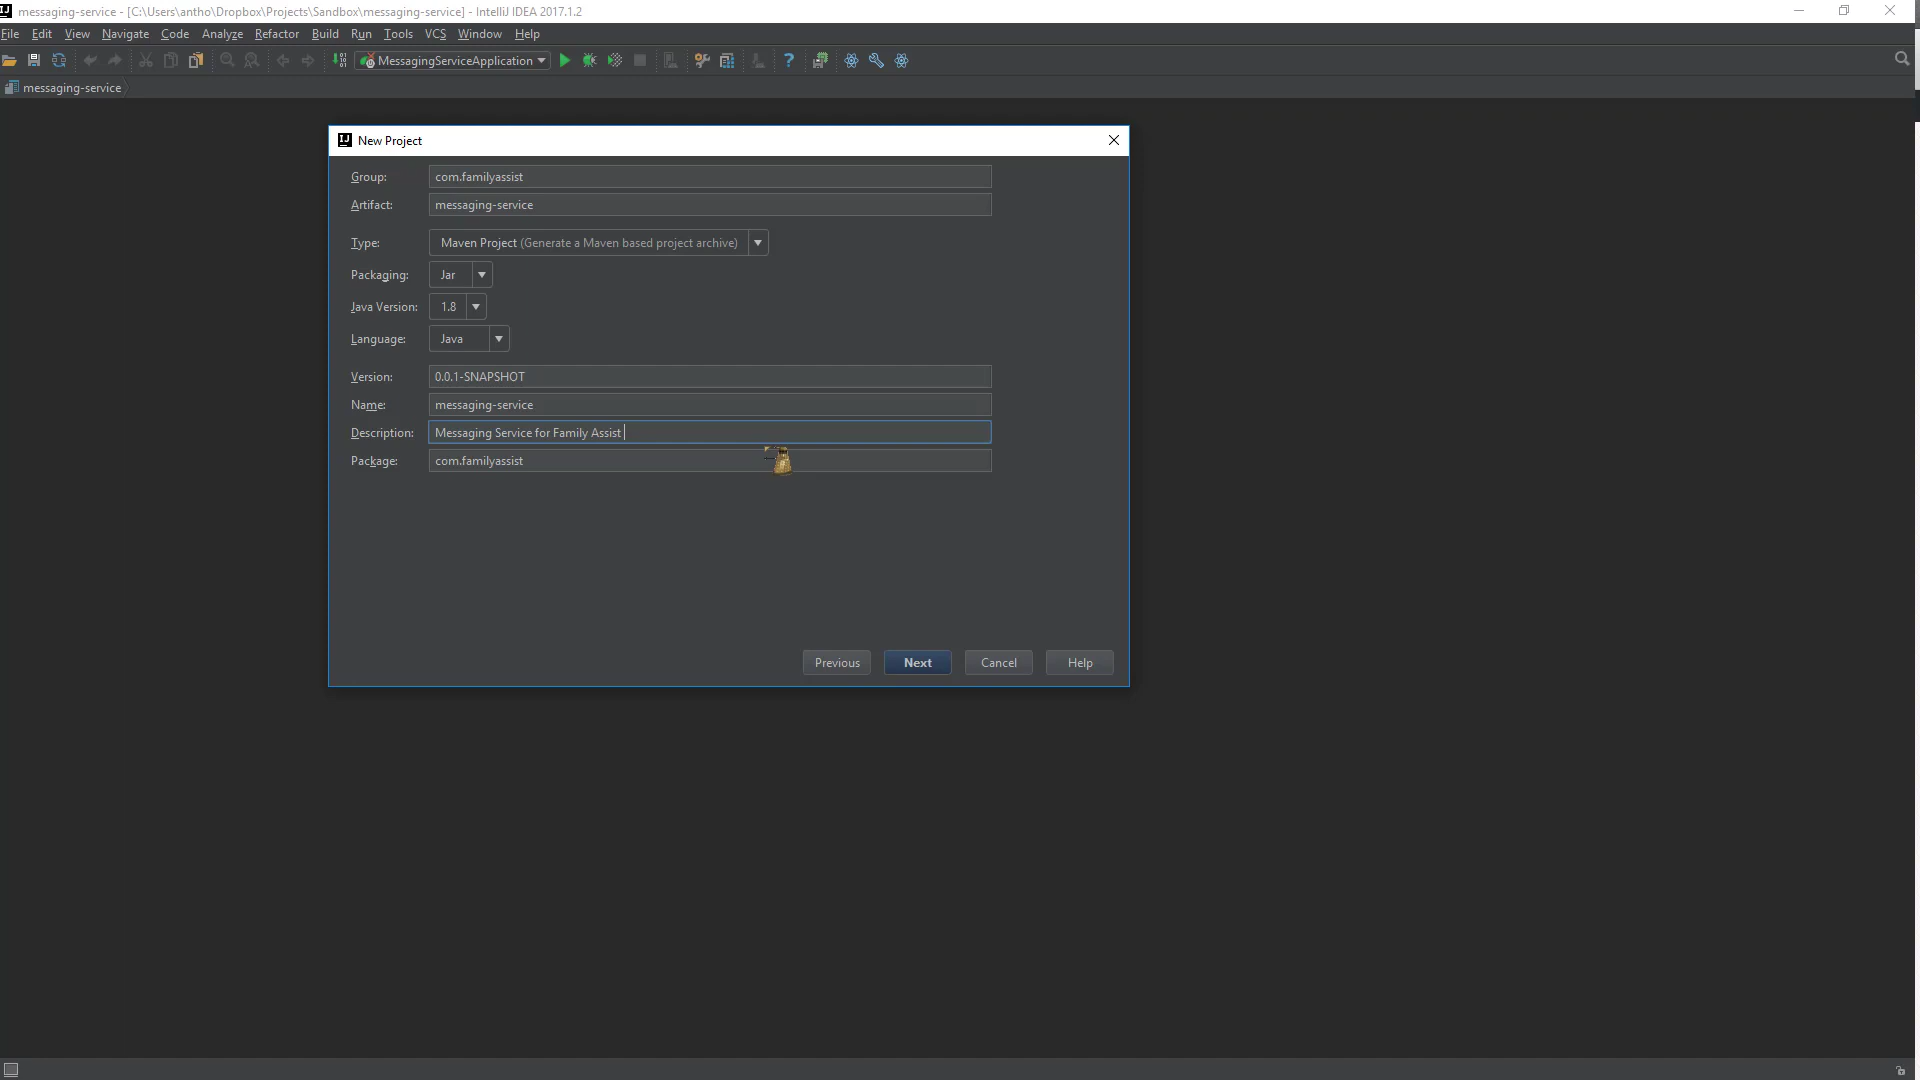 messaging-service - [C:\Users\antho\Dropbox\Projects\Sandbox\messaging-service] - IntelliJ IDEA 2017.1.2
File Edit View Navigate Code Analyze Refactor Build Run Tools VCS Window Help
MessagingServiceApplication
messaging-service
New Project
Group: com.familyassist
Artifact: messaging-service
Type: Maven Project (Generate a Maven based project archive)
Packaging: Jar
Java Version: 1.8
Language: Java
Version: 0.0.1-SNAPSHOT
Name: messaging-service
Description: Messaging Service for Family Assist
Package: com.familyassist
Previous Next Cancel Help